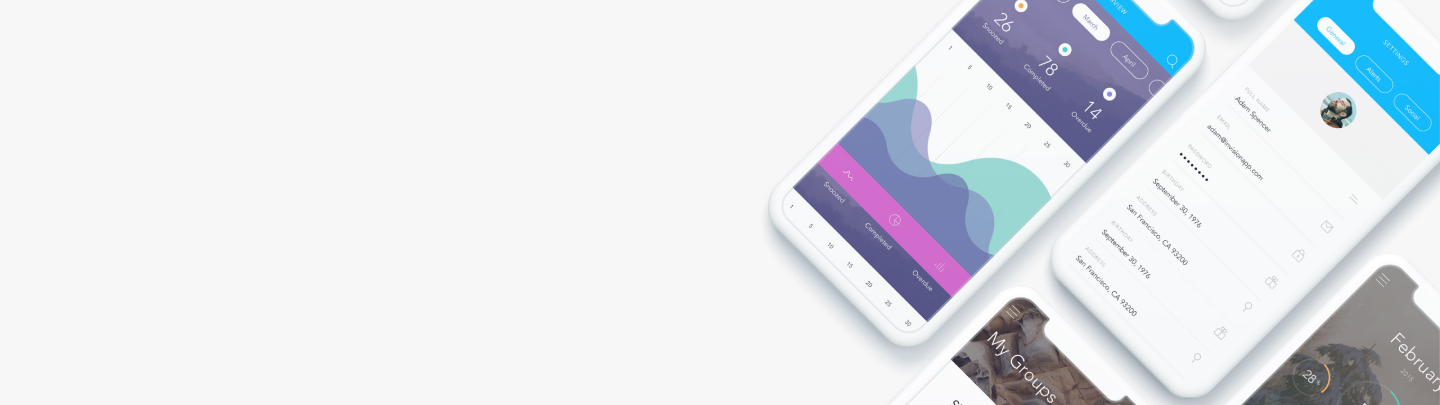 26
Snoozed
78
Completed
14
Overdue
March
April
1
5
10
15
20
25
30
Snoozed
Completed
Overdue
1
5
10
15
20
25
30
SETTINGS
General
Alerts
Social
FULL NAME
Adam Spencer
EMAIL
adam@invisionapp.com
PASSWORD
••••••••
BIRTHDAY
September 30, 1976
ADDRESS
San Francisco, CA 93200
BIRTHDAY
September 30, 1976
ADDRESS
San Francisco, CA 93200
My Groups
February
2015
28%